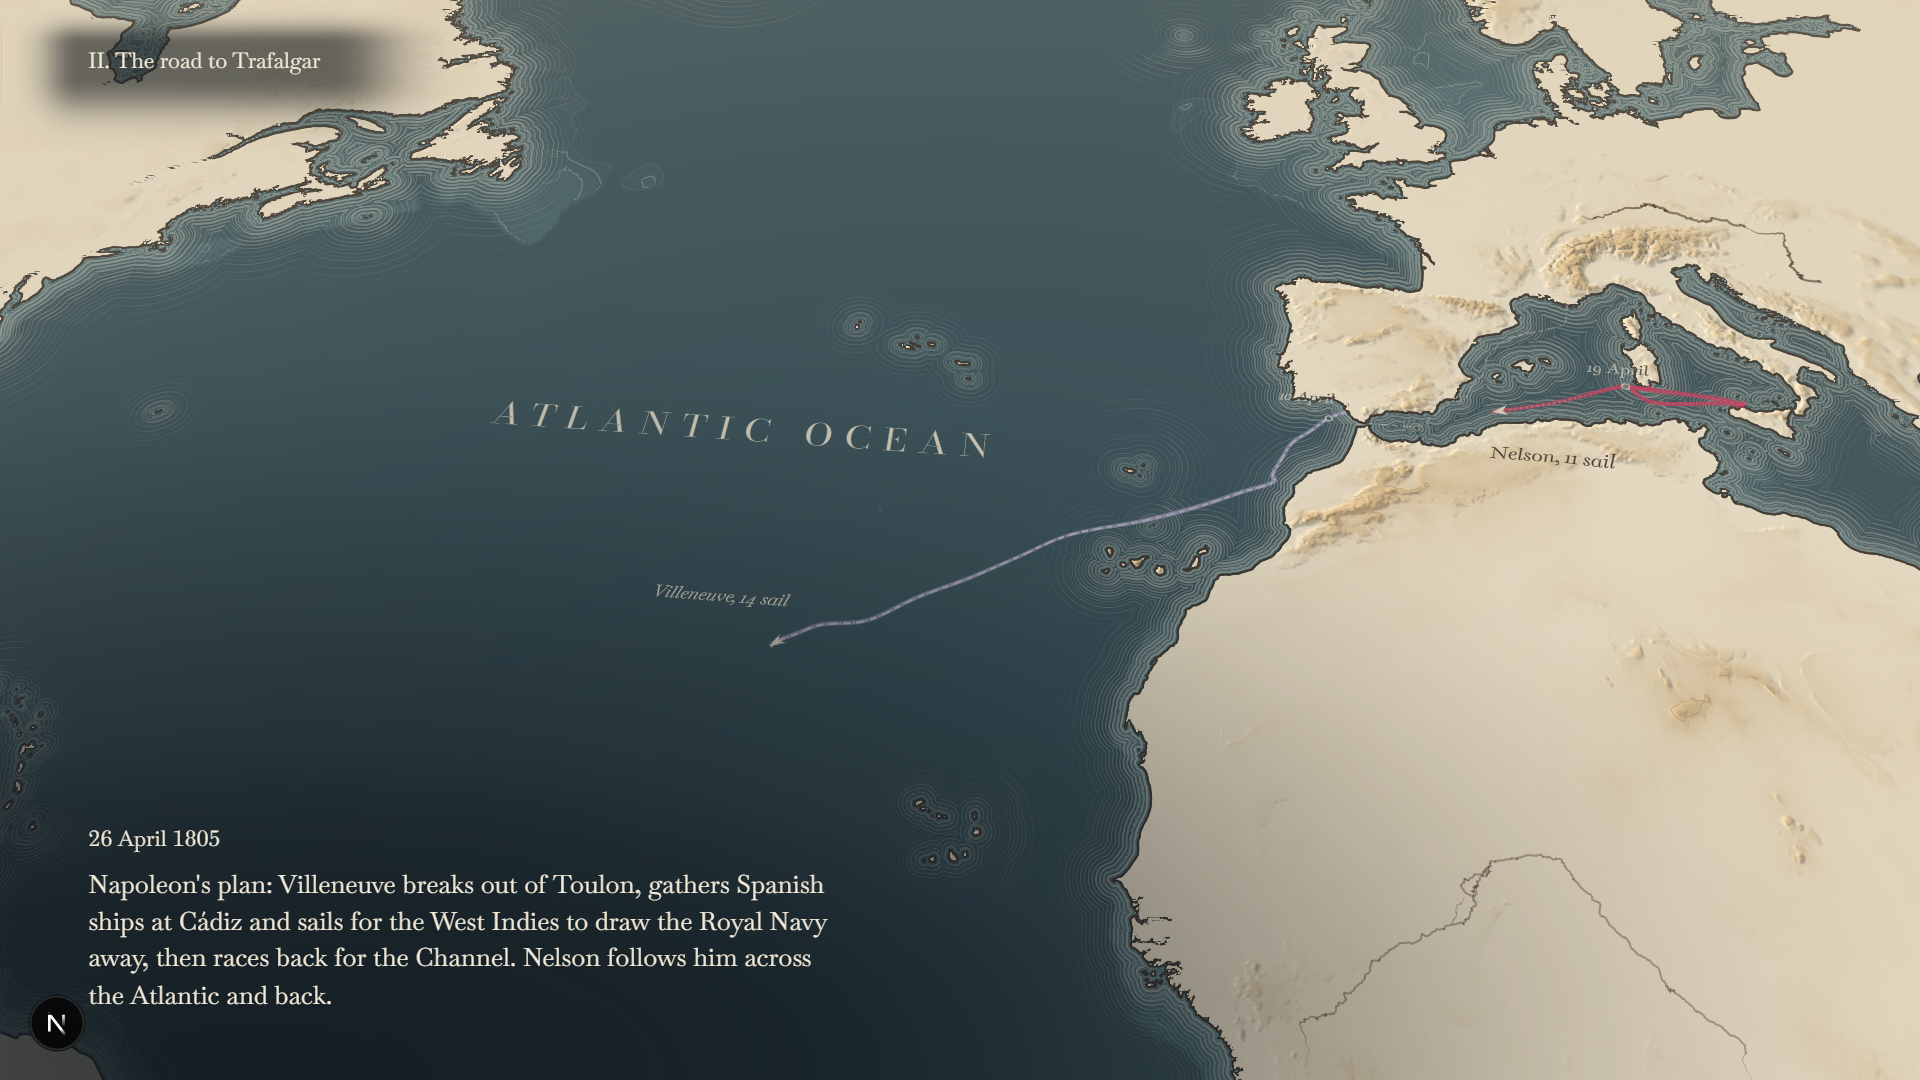 II. The road to Trafalgar
19 April
10 April
ATLANTIC OCEAN
Nelson, 11 sail
Villeneuve, 14 sail
26 April 1805
Napoleon's plan: Villeneuve breaks out of Toulon, gathers Spanish
ships at Cádiz and sails for the West Indies to draw the Royal Navy
away, then races back for the Channel. Nelson follows him across
the Atlantic and back.
N